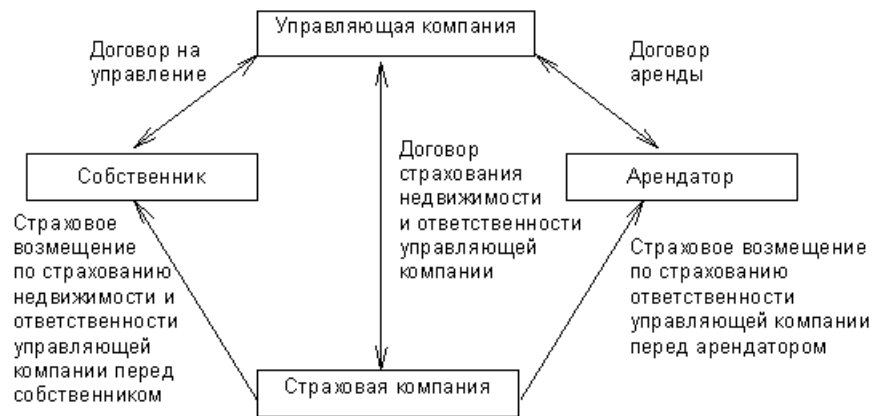 Управляющая компания
Договор на
управление
Договор
аренды
Собственник
Договор
страхования
недвижимости
и ответственности
управляющей
компании
Арендатор
Страховое
возмещение
по страхованию
недвижимости и
ответственности
управляющей
компании перед
собственником
Страховое возмещение
по страхованию
ответственности
управляющей компании
перед арендатором
Страховая компания